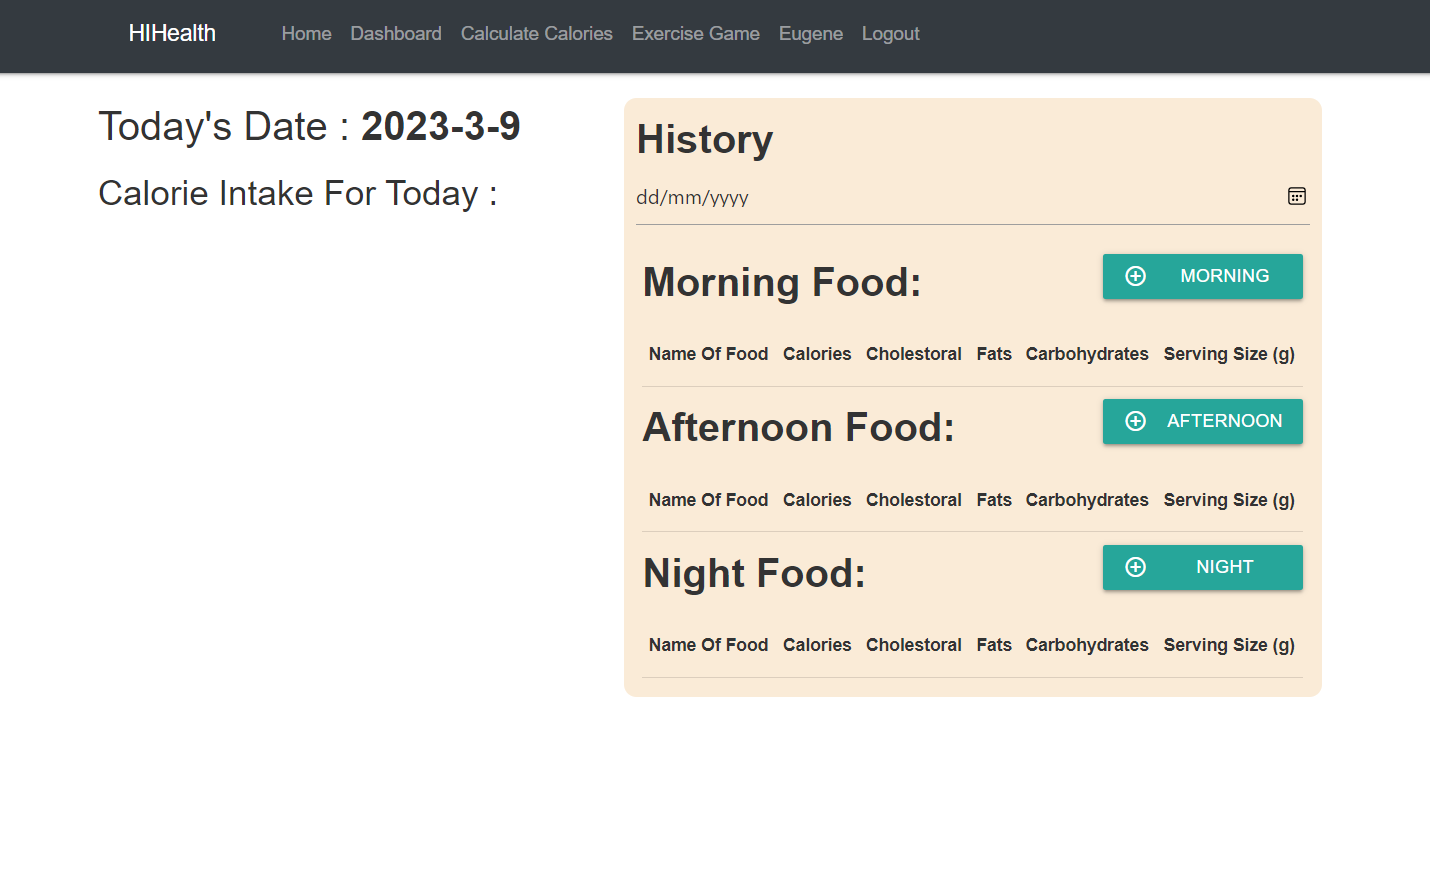 HIHealth Home Dashboard Calculate Calories Exercise Game Eugene Logout
Today's Date : 2023-3-9
Calorie Intake For Today :
History
dd/mm/yyyy
Morning Food:
MORNING
Name Of Food Calories Cholestoral Fats Carbohydrates Serving Size (g)
Afternoon Food:
AFTERNOON
Name Of Food Calories Cholestoral Fats Carbohydrates Serving Size (g)
Night Food:
NIGHT
Name Of Food Calories Cholestoral Fats Carbohydrates Serving Size (g)